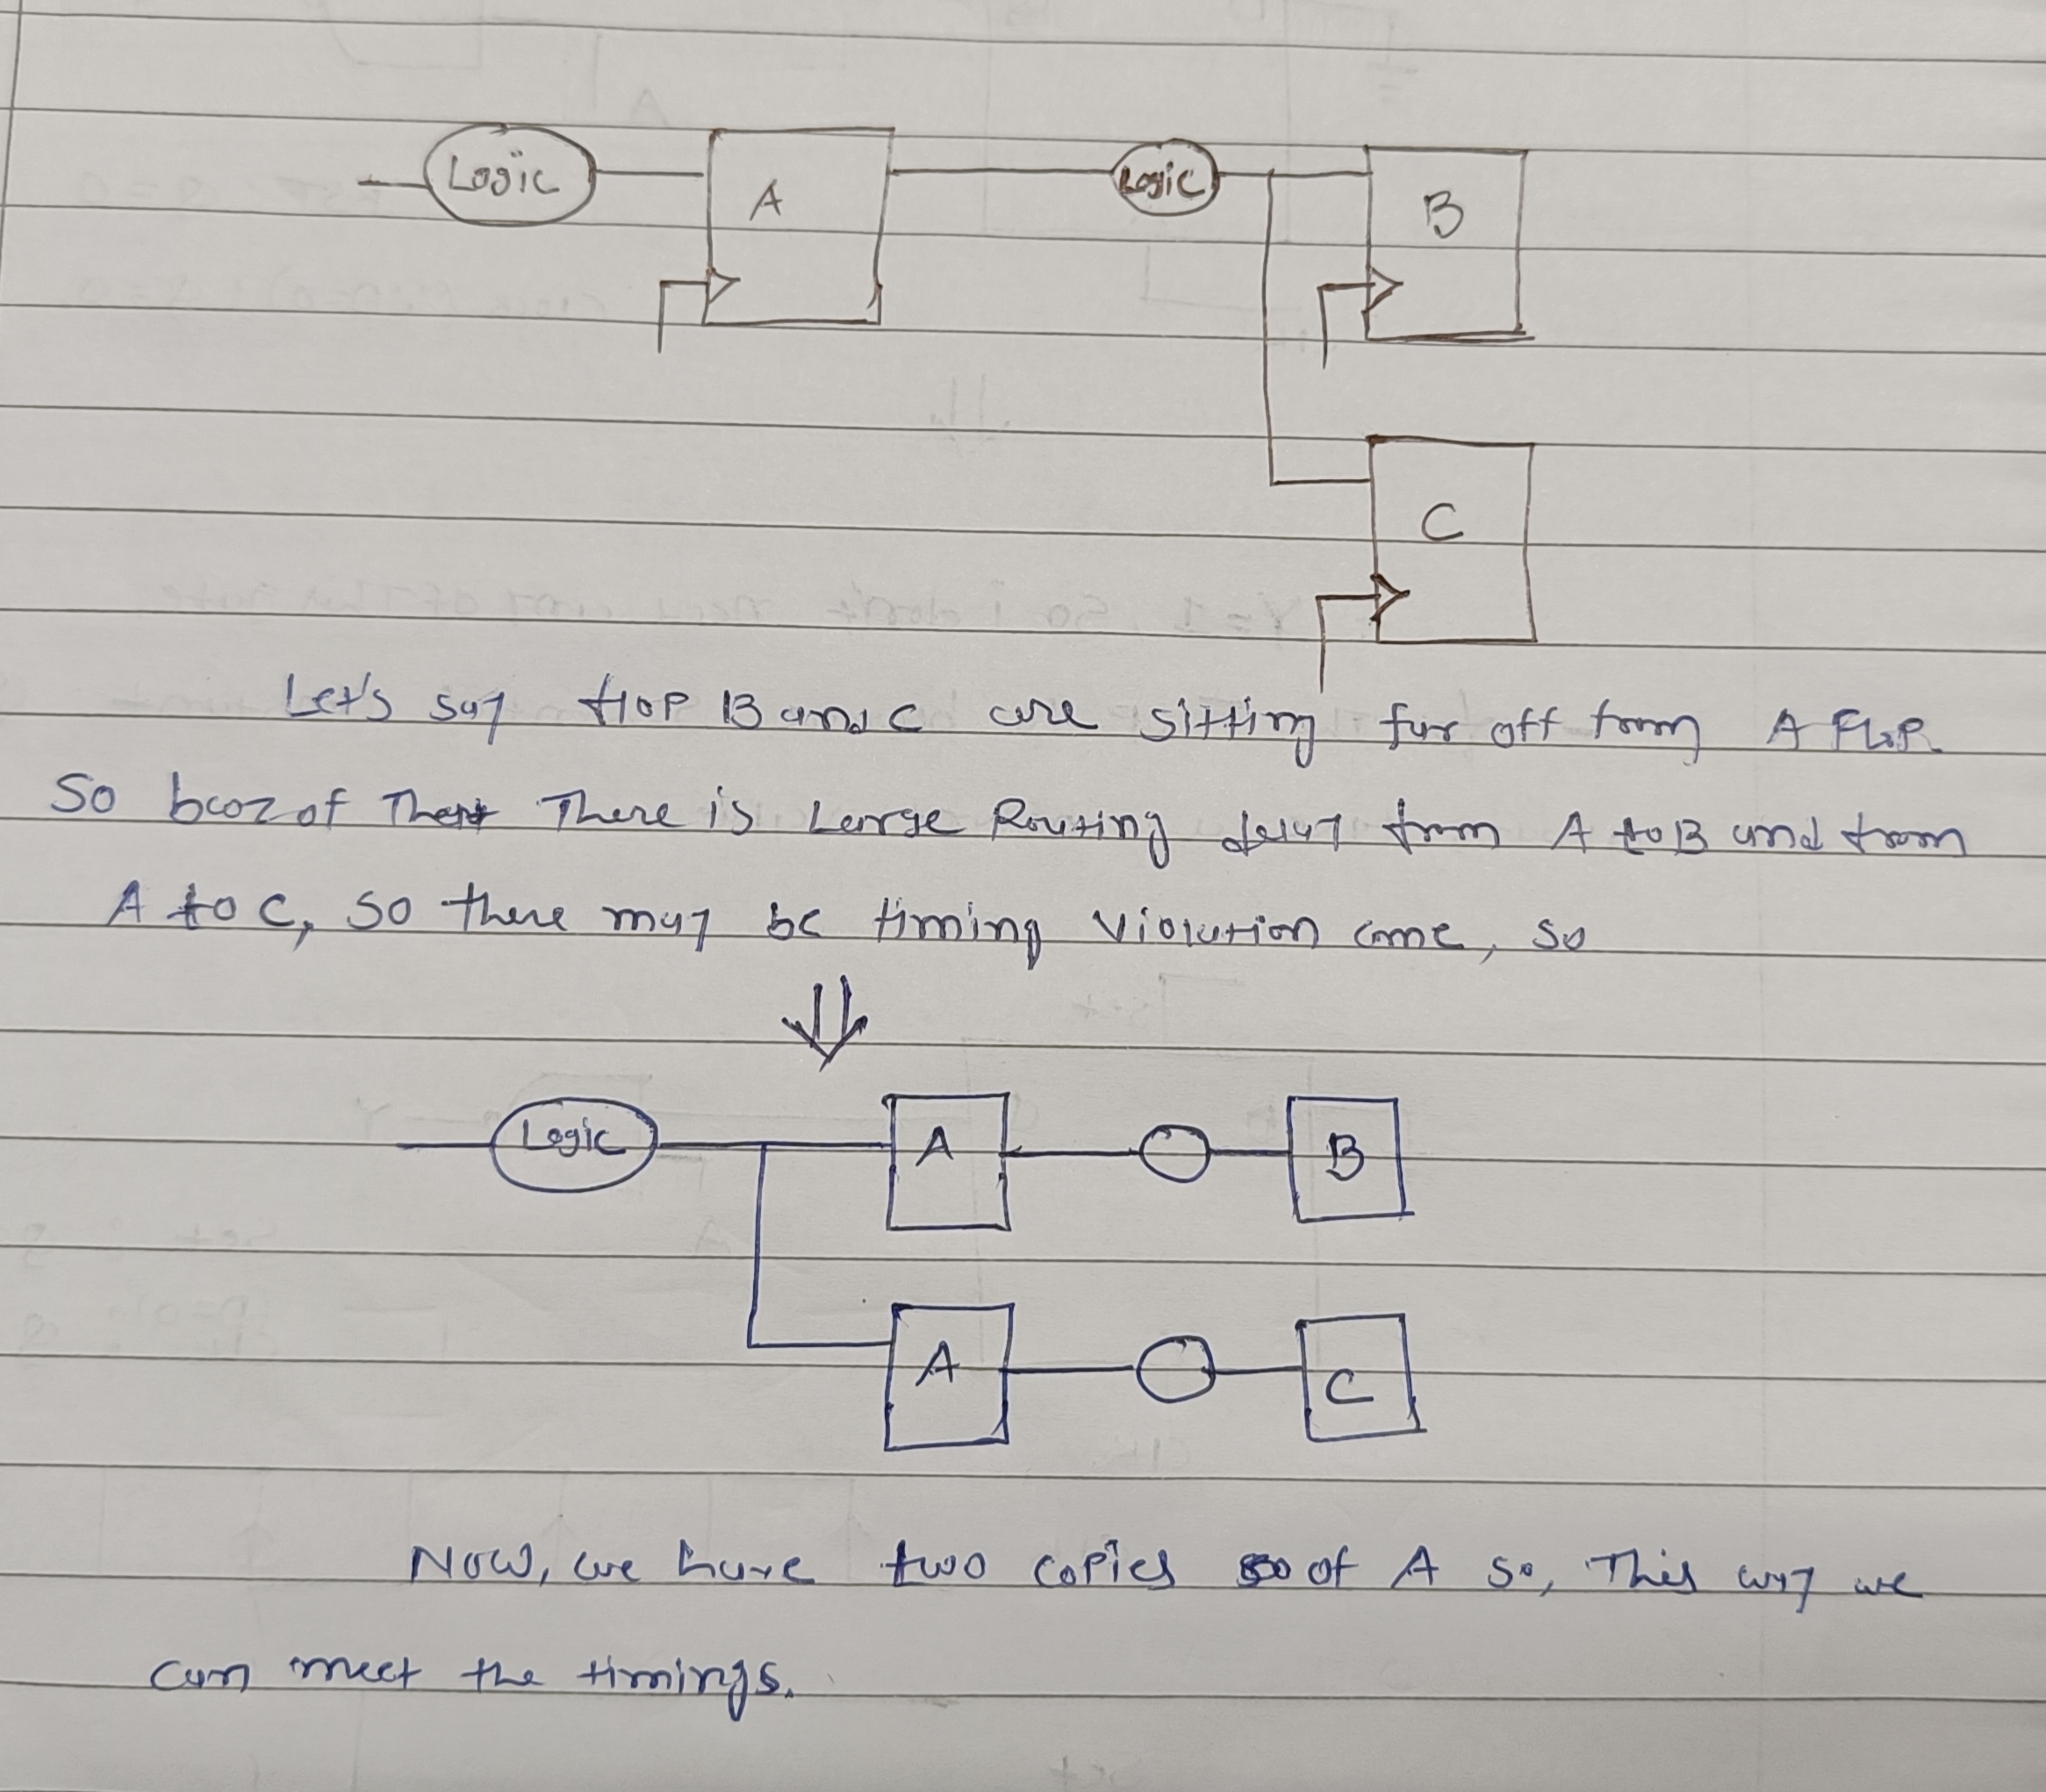 Logic
A
Logic
B
C
Let's say flop B and C are sitting far off from A Flop.
So bcoz of There is Large Routing delay from A to B and from
A to C, so there may be timing violation come, so
Logic
A
B
A
C
Now, we have two copies of A so, This way we
can meet the timings.